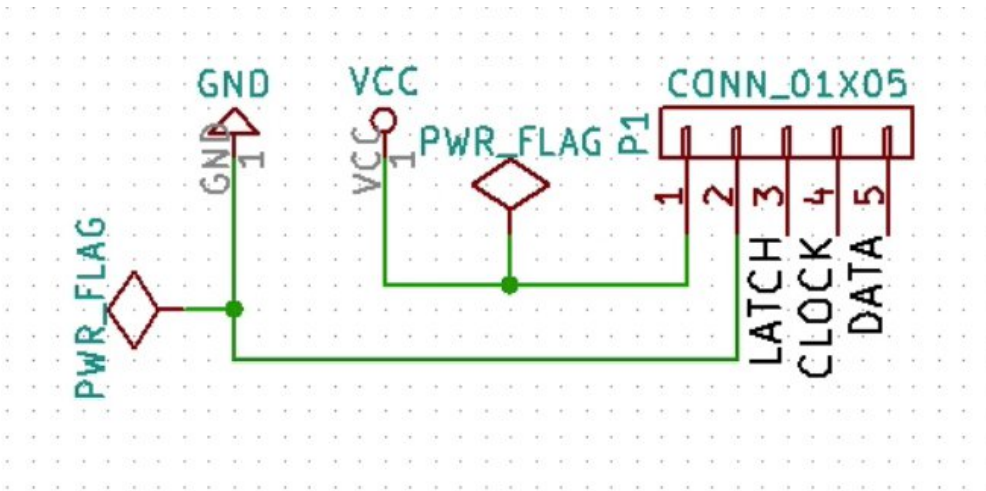 GND
VCC
CONN_01X05
PWR_FLAG
P1
GND
1
VCC
1
1
2
3
4
5
PWR_FLAG
LATCH
CLOCK
DATA